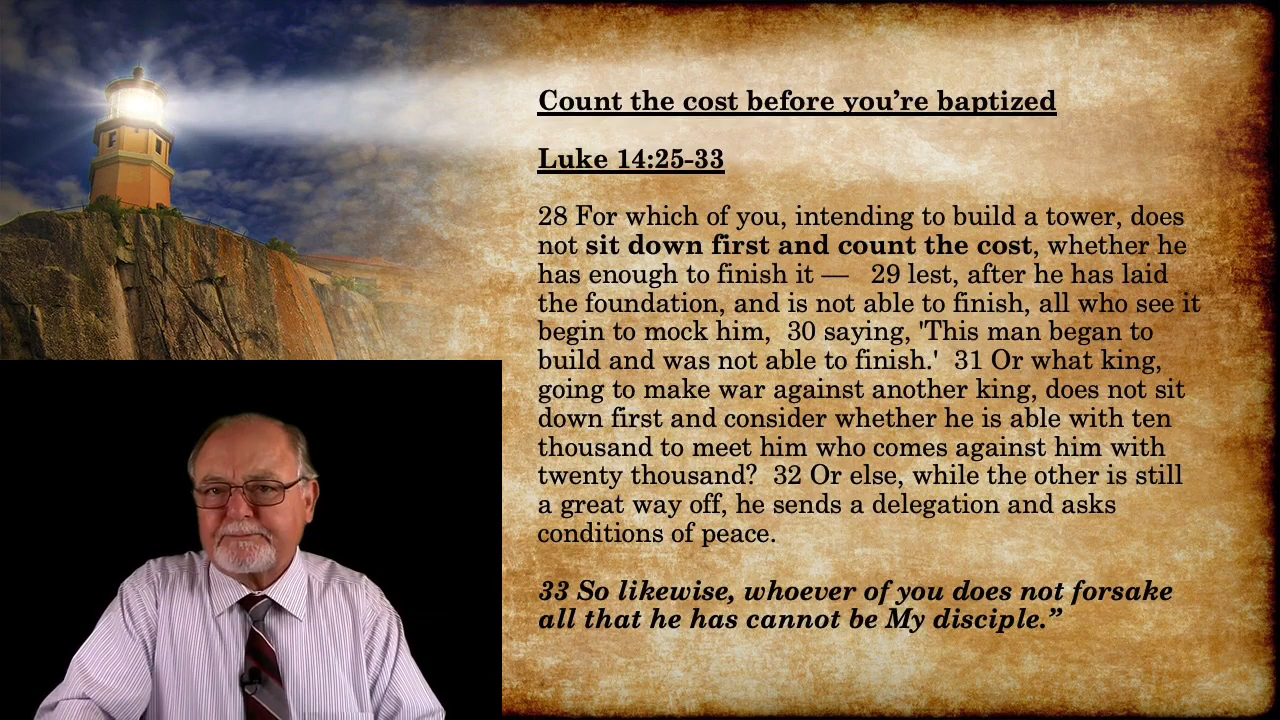 Count the cost before you’re baptized
Luke 14:25-33
28 For which of you, intending to build a tower, does
not sit down first and count the cost, whether he
has enough to finish it —   29 lest, after he has laid
the foundation, and is not able to finish, all who see it
begin to mock him,  30 saying, 'This man began to
build and was not able to finish.'  31 Or what king,
going to make war against another king, does not sit
down first and consider whether he is able with ten
thousand to meet him who comes against him with
twenty thousand?  32 Or else, while the other is still
a great way off, he sends a delegation and asks
conditions of peace.
33 So likewise, whoever of you does not forsake
all that he has cannot be My disciple.”